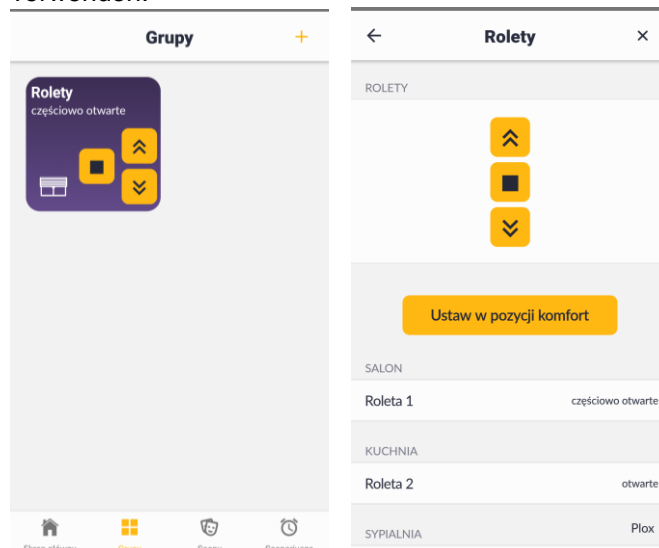 verwenden.
Grupy
+
Rolety
częściowo otwarte
Rolety
ROLETY
Ustaw w pozycji komfort
SALON
Roleta 1 częściowo otwarte
KUCHNIA
Roleta 2 otwarte
SYPIALNIA Plox